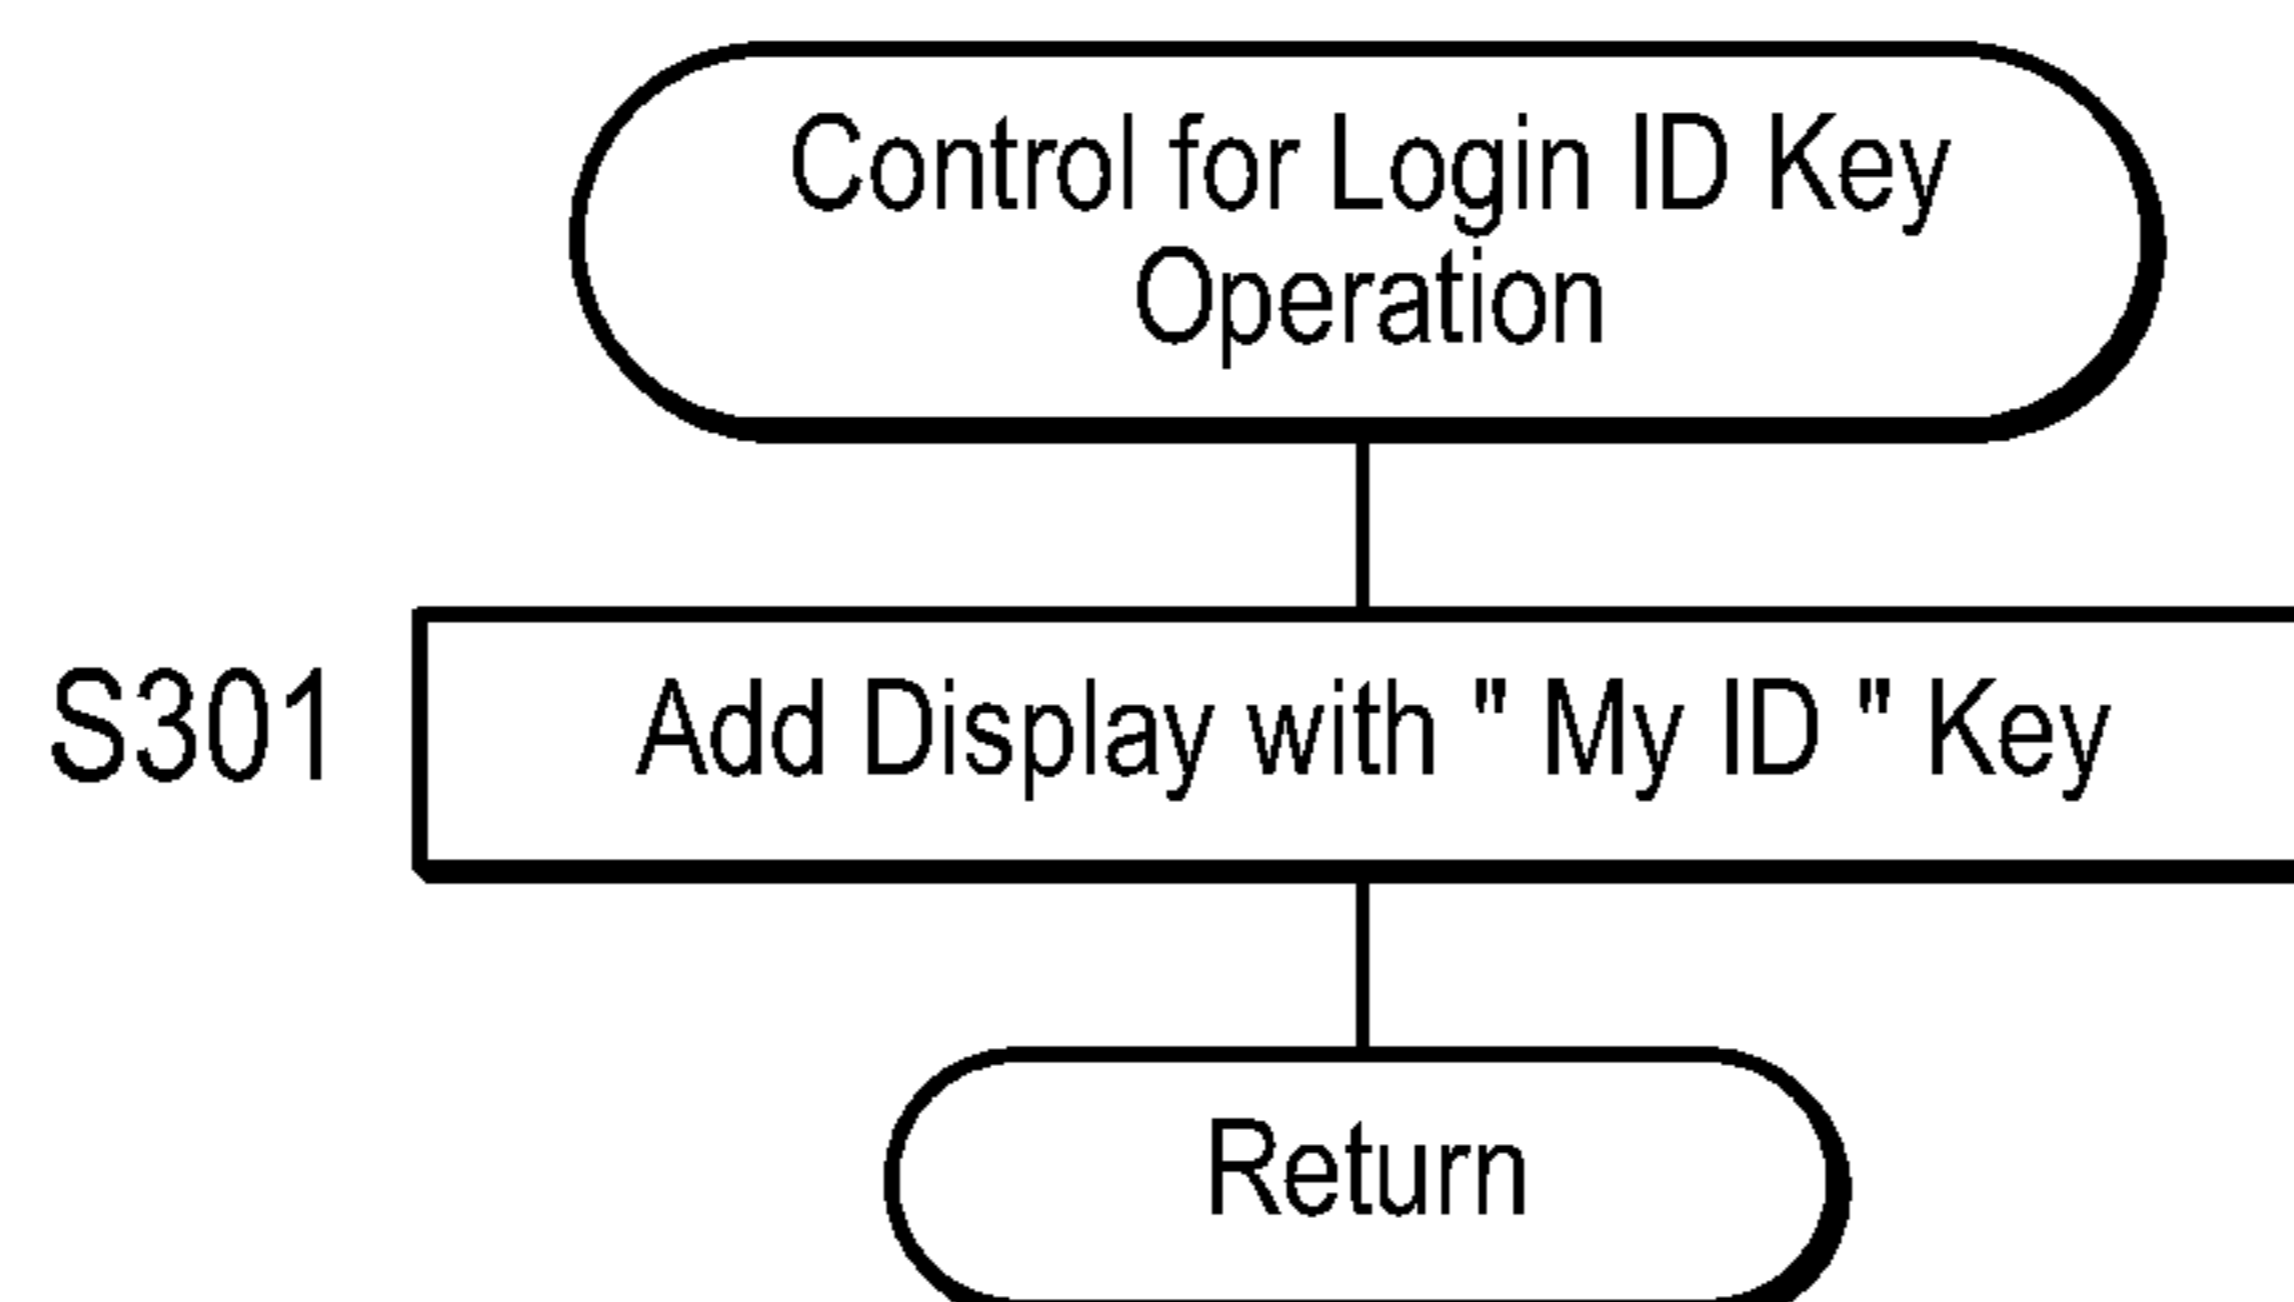 Control for Login ID Key
Operation
S301
Add Display with " My ID " Key
Return